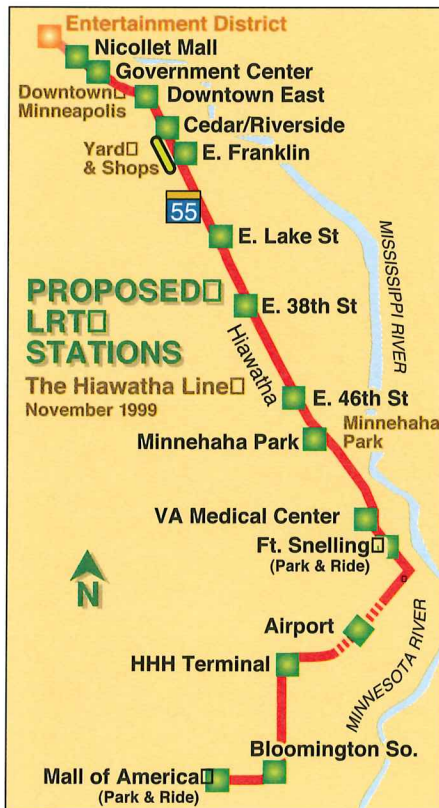 Entertainment District
Nicollet Mall
Government Center
Downtown
Minneapolis
Downtown East
Cedar/Riverside
Yard
& Shops
E. Franklin
55
E. Lake St
MISSISSIPPI RIVER
PROPOSED
LRT
STATIONS
The Hiawatha Line
November 1999
E. 38th St
Hiawatha
E. 46th St
Minnehaha
Park
Minnehaha Park
VA Medical Center
Ft. Snelling
(Park & Ride)
N
Airport
HHH Terminal
MINNESOTA RIVER
Bloomington So.
Mall of America
(Park & Ride)